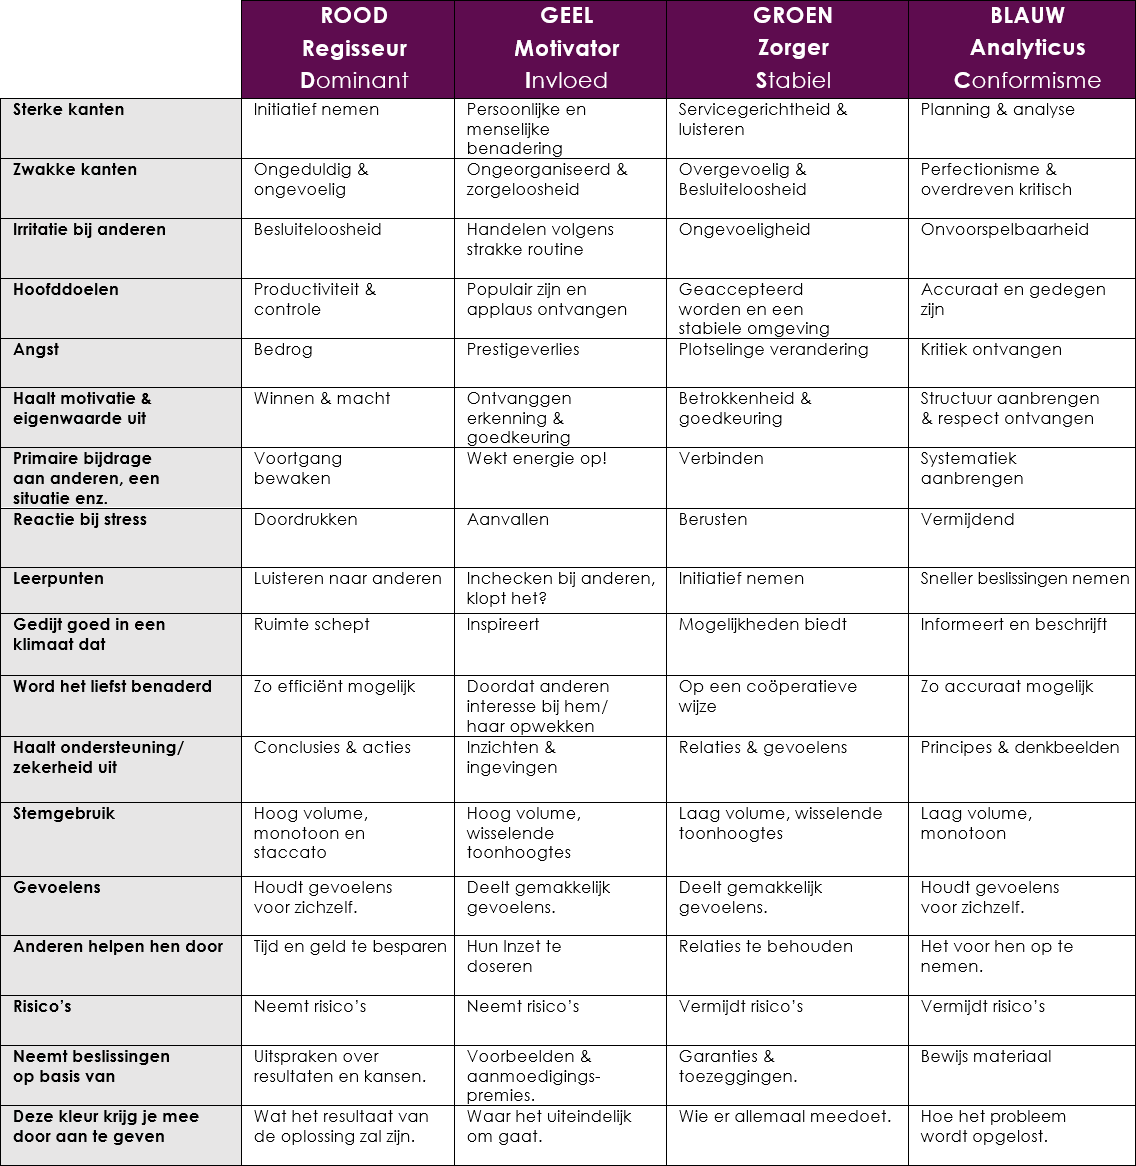 ROOD
Regisseur
Dominant
GEEL
Motivator
Invloed
GROEN
Zorger
Stabiel
BLAUW
Analyticus
Conformisme
Sterke kanten
Initiatief nemen
Persoonlijke en
menselijke
benadering
Servicegerichtheid &
luisteren
Planning & analyse
Zwakke kanten
Ongeduldig &
ongevoelig
Ongeorganiseerd &
zorgeloosheid
Overgevoelig &
Besluiteloosheid
Perfectionisme &
overdreven kritisch
Irritatie bij anderen
Besluiteloosheid
Handelen volgens
strakke routine
Ongevoeligheid
Onvoorspelbaarheid
Hoofddoelen
Productiviteit &
controle
Populair zijn en
applaus ontvangen
Geaccepteerd
worden en een
stabiele omgeving
Accuraat en gedegen
zijn
Angst
Bedrog
Prestigeverlies
Plotselinge verandering
Kritiek ontvangen
Haalt motivatie &
eigenwaarde uit
Winnen & macht
Ontvanggen
erkenning &
goedkeuring
Betrokkenheid &
goedkeuring
Structuur aanbrengen
& respect ontvangen
Primaire bijdrage
aan anderen, een
situatie enz.
Voortgang
bewaken
Wekt energie op!
Verbinden
Systematiek
aanbrengen
Reactie bij stress
Doordrukken
Aanvallen
Berusten
Vermijdend
Leerpunten
Luisteren naar anderen
Inchecken bij anderen,
klopt het?
Initiatief nemen
Sneller beslissingen nemen
Gedijt goed in een
klimaat dat
Ruimte schept
Inspireert
Mogelijkheden biedt
Informeert en beschrijft
Word het liefst benaderd
Zo efficiënt mogelijk
Doordat anderen
interesse bij hem/
haar opwekken
Op een coöperatieve
wijze
Zo accuraat mogelijk
Haalt ondersteuning/
zekerheid uit
Conclusies & acties
Inzichten &
ingevingen
Relaties & gevoelens
Principes & denkbeelden
Stemgebruik
Hoog volume,
monotoon en
staccato
Hoog volume,
wisselende
toonhoogtes
Laag volume, wisselende
toonhoogtes
Laag volume,
monotoon
Gevoelens
Houdt gevoelens
voor zichzelf.
Deelt gemakkelijk
gevoelens.
Deelt gemakkelijk
gevoelens.
Houdt gevoelens
voor zichzelf.
Anderen helpen hen door
Tijd en geld te besparen
Hun Inzet te
doseren
Relaties te behouden
Het voor hen op te
nemen.
Risico’s
Neemt risico’s
Neemt risico’s
Vermijdt risico’s
Vermijdt risico’s
Neemt beslissingen
op basis van
Uitspraken over
resultaten en kansen.
Voorbeelden &
aanmoedigings-
premies.
Garanties &
toezeggingen.
Bewijs materiaal
Deze kleur krijg je mee
door aan te geven
Wat het resultaat van
de oplossing zal zijn.
Waar het uiteindelijk
om gaat.
Wie er allemaal meedoet.
Hoe het probleem
wordt opgelost.